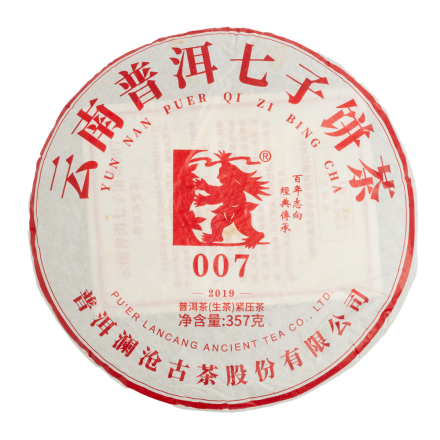 云南普洱七子饼茶
YUN NAN PUER QI ZI BING CHA
®
百年志向
經典傳承
007
2019
普洱茶(生茶)紧压茶
净含量:357克
PU'ER LANCANG ANCIENT TEA CO., LTD.
普洱澜沧古茶股份有限公司